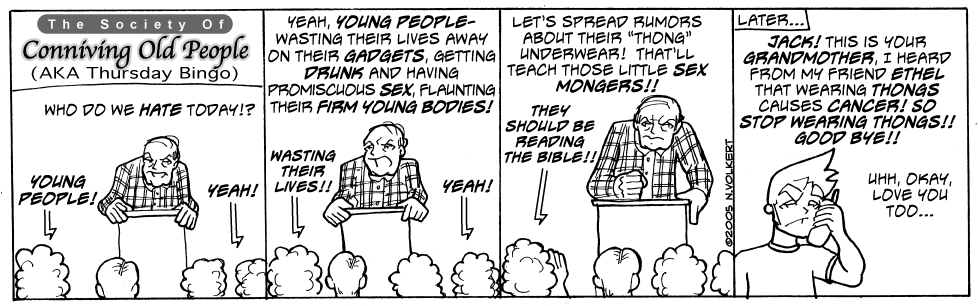 The Society Of
Conniving Old People
(AKA Thursday Bingo)
WHO DO WE HATE TODAY!?
YOUNG
PEOPLE!
YEAH!
YEAH, YOUNG PEOPLE-
WASTING THEIR LIVES AWAY
ON THEIR GADGETS, GETTING
DRUNK AND HAVING
PROMISCUOUS SEX, FLAUNTING
THEIR FIRM YOUNG BODIES!
WASTING
THEIR
LIVES!!
YEAH!
LET'S SPREAD RUMORS
ABOUT THEIR "THONG"
UNDERWEAR! THAT'LL
TEACH THOSE LITTLE SEX
MONGERS!!
THEY
SHOULD BE
READING
THE BIBLE!!
©2005 N.VOLKERT
LATER...
JACK! THIS IS YOUR
GRANDMOTHER, I HEARD
FROM MY FRIEND ETHEL
THAT WEARING THONGS
CAUSES CANCER! SO
STOP WEARING THONGS!!
GOOD BYE!!
UHH, OKAY,
LOVE YOU
TOO...